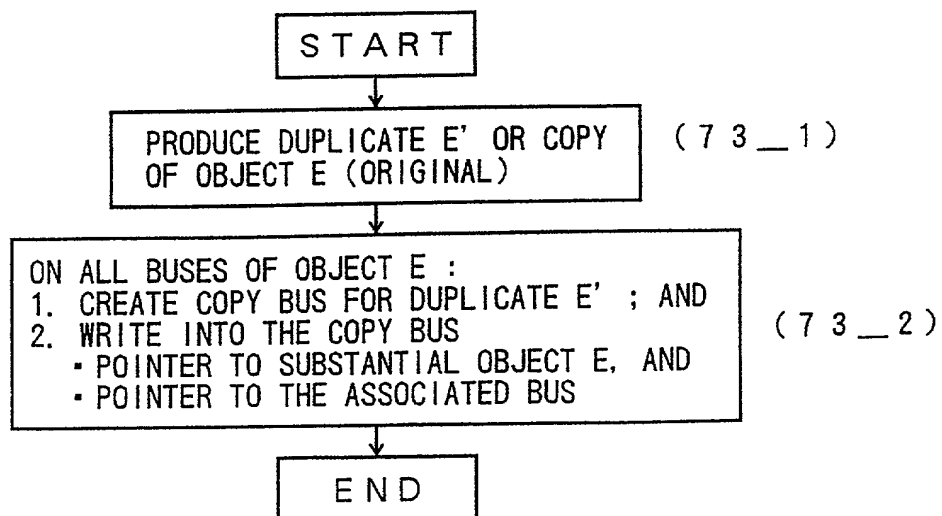 START
PRODUCE DUPLICATE E' OR COPY
OF OBJECT E (ORIGINAL)
(73_1)
ON ALL BUSES OF OBJECT E :
1. CREATE COPY BUS FOR DUPLICATE E' ; AND
2. WRITE INTO THE COPY BUS
▪ POINTER TO SUBSTANTIAL OBJECT E, AND
▪ POINTER TO THE ASSOCIATED BUS
(73_2)
END